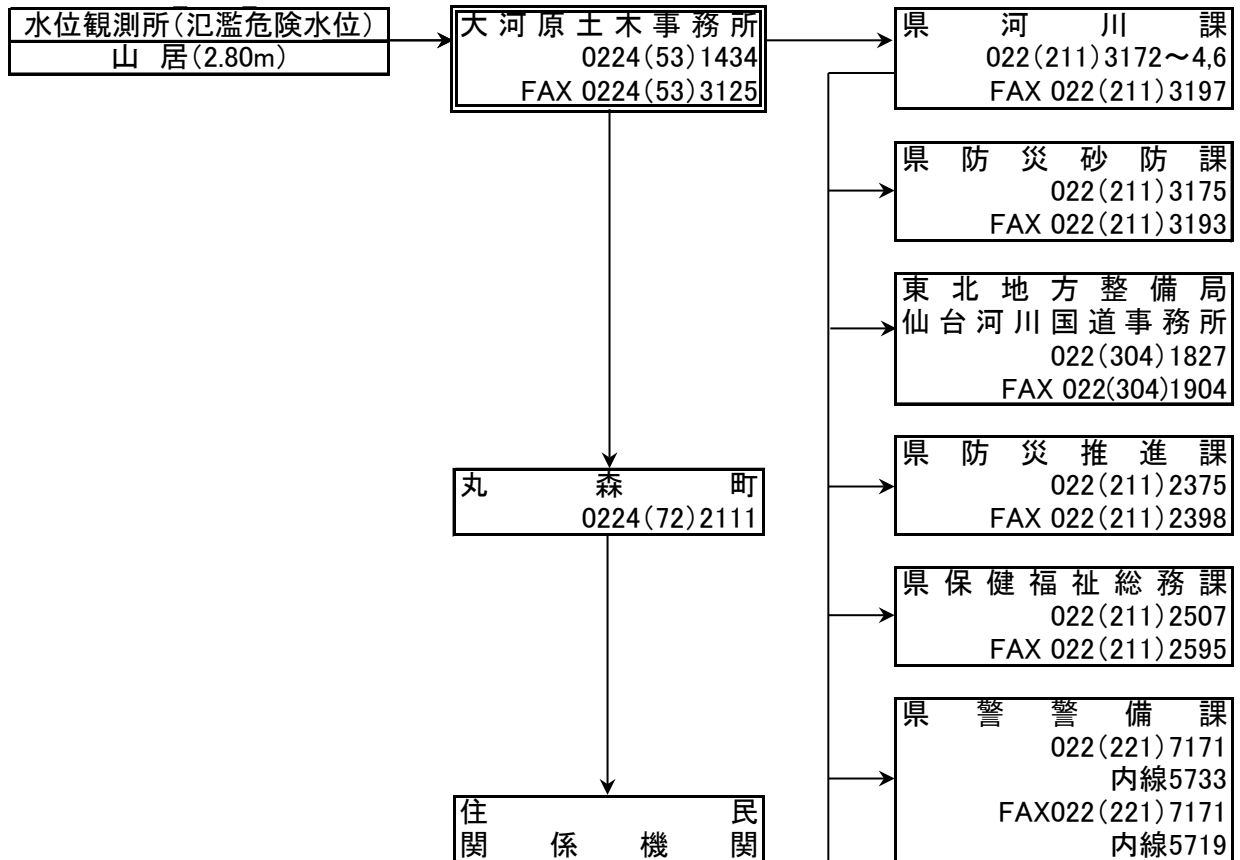 水位観測所(氾濫危険水位)
山 居(2.80m)
大河原土木事務所
0224(53)1434
FAX 0224(53)3125
県河川課
022(211)3172～4,6
FAX 022(211)3197
県防災砂防課
022(211)3175
FAX 022(211)3193
東北地方整備局
仙台河川国道事務所
022(304)1827
FAX 022(304)1904
県防災推進課
022(211)2375
FAX 022(211)2398
丸森町
0224(72)2111
県保健福祉総務課
022(211)2507
FAX 022(211)2595
県警警備課
022(221)7171
内線5733
FAX022(221)7171
内線5719
住民
関係機関